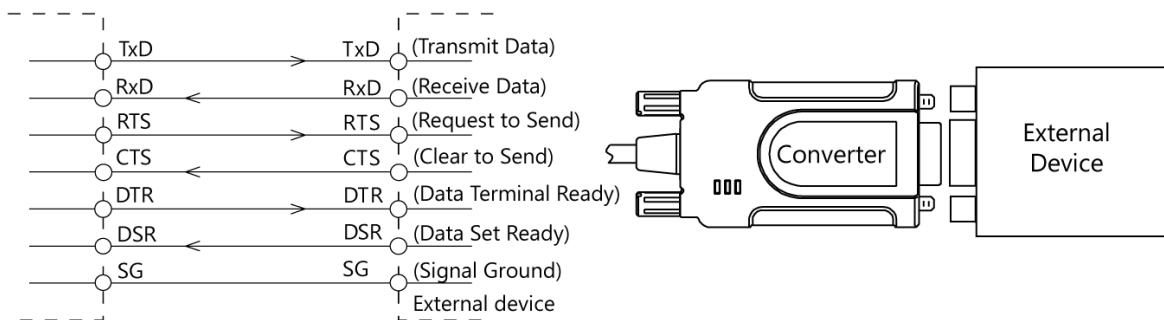 TxD TxD (Transmit Data)
RxD RxD (Receive Data)
RTS RTS (Request to Send)
CTS CTS (Clear to Send)
DTR DTR (Data Terminal Ready)
DSR DSR (Data Set Ready)
SG SG (Signal Ground)
External device
Converter
External
Device